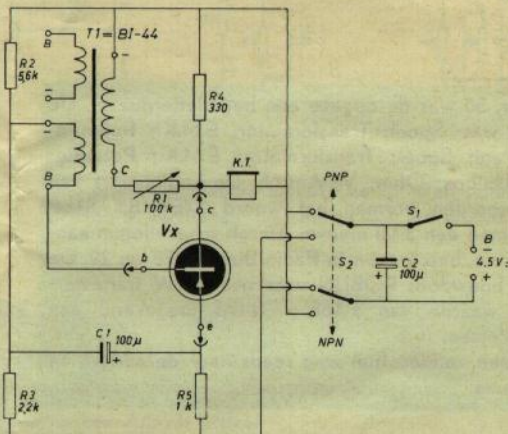 T1 = BI-44
B
R2
5,6k
R4
330
B
C
K.T.
R1
100k
c
PNP
S1
Vx
S2
C2
100µ
B
4,5V
b
NPN
e
C1
100µ
R3
2,2k
R5
1k